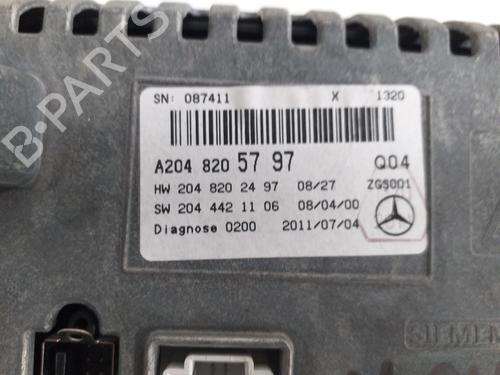 B-PARTS
SN: 087411 X 1320
A204 820 57 97 Q04
HW 204 820 24 97 08/27 ZGS001
SW 204 442 11 06 08/04/00
Diagnose 0200 2011/07/04
SIEMEN